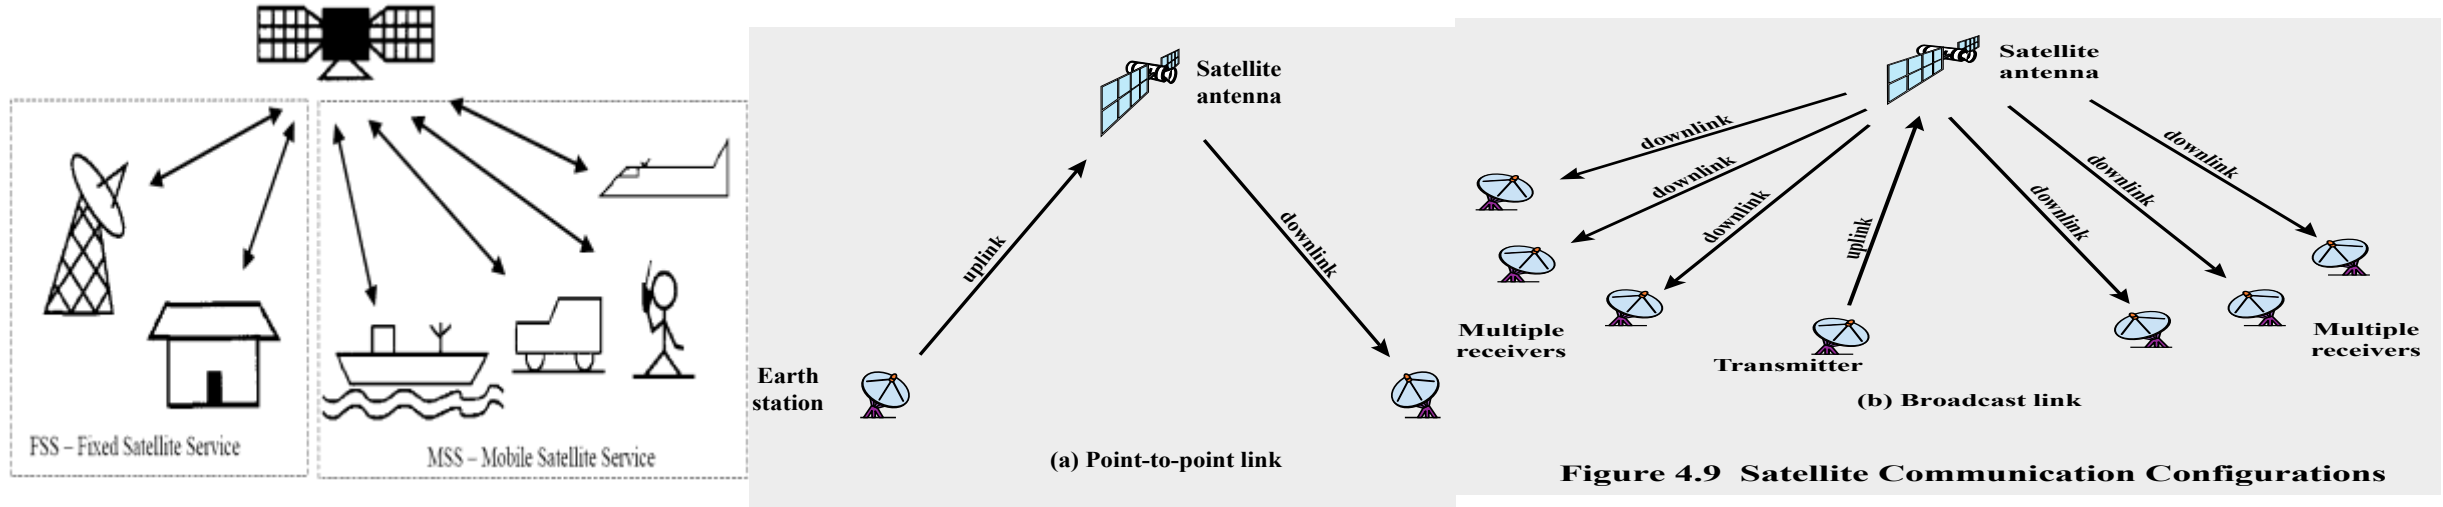 FSS – Fixed Satellite Service
MSS – Mobile Satellite Service
Satellite
antenna
uplink
downlink
Earth
station
(a) Point-to-point link
Satellite
antenna
downlink
downlink
downlink
uplink
downlink
downlink
downlink
Multiple
receivers
Transmitter
Multiple
receivers
(b) Broadcast link
Figure 4.9 Satellite Communication Configurations